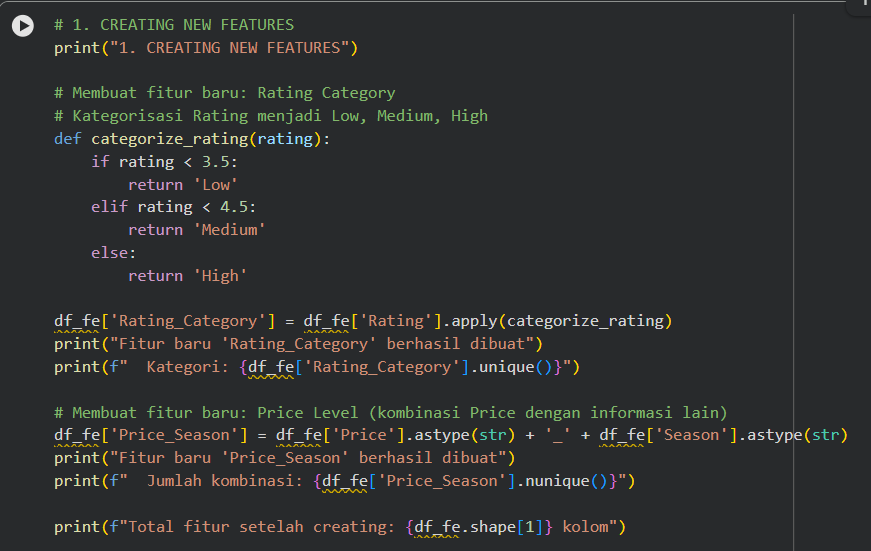 # 1. CREATING NEW FEATURES
print("1. CREATING NEW FEATURES")
# Membuat fitur baru: Rating Category
# Kategorisasi Rating menjadi Low, Medium, High
def categorize_rating(rating):
    if rating < 3.5:
        return 'Low'
    elif rating < 4.5:
        return 'Medium'
    else:
        return 'High'
df_fe['Rating_Category'] = df_fe['Rating'].apply(categorize_rating)
print("Fitur baru 'Rating_Category' berhasil dibuat")
print(f"  Kategori: {df_fe['Rating_Category'].unique()}")
# Membuat fitur baru: Price Level (kombinasi Price dengan informasi lain)
df_fe['Price_Season'] = df_fe['Price'].astype(str) + '_' + df_fe['Season'].astype(str)
print("Fitur baru 'Price_Season' berhasil dibuat")
print(f"  Jumlah kombinasi: {df_fe['Price_Season'].nunique()}")
print(f"Total fitur setelah creating: {df_fe.shape[1]} kolom")